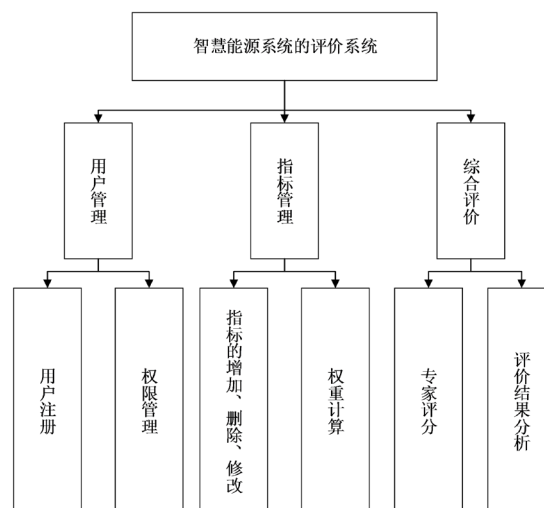 智慧能源系统的评价系统
用户管理
指标管理
综合评价
用户注册
权限管理
指标的增加、删除、修改
权重计算
专家评分
评价结果分析